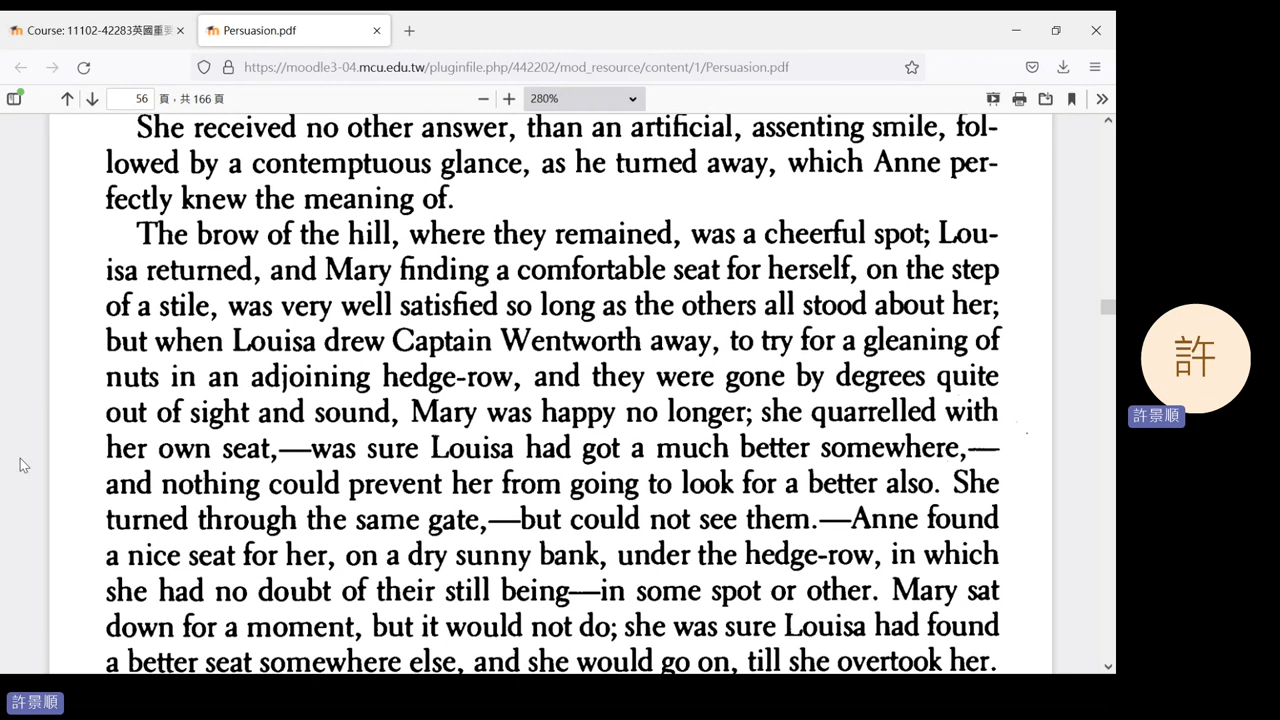 Course: 11102-42283英國重要
Persuasion.pdf
https://moodle3-04.mcu.edu.tw/pluginfile.php/442202/mod_resource/content/1/Persuasion.pdf
56 頁，共 166 頁
280%
She received no other answer, than an artificial, assenting smile, fol-
lowed by a contemptuous glance, as he turned away, which Anne per-
fectly knew the meaning of.
The brow of the hill, where they remained, was a cheerful spot; Lou-
isa returned, and Mary finding a comfortable seat for herself, on the step
of a stile, was very well satisfied so long as the others all stood about her;
but when Louisa drew Captain Wentworth away, to try for a gleaning of
nuts in an adjoining hedge-row, and they were gone by degrees quite
out of sight and sound, Mary was happy no longer; she quarrelled with
her own seat,—was sure Louisa had got a much better somewhere,—
and nothing could prevent her from going to look for a better also. She
turned through the same gate,—but could not see them.—Anne found
a nice seat for her, on a dry sunny bank, under the hedge-row, in which
she had no doubt of their still being—in some spot or other. Mary sat
down for a moment, but it would not do; she was sure Louisa had found
a better seat somewhere else, and she would go on, till she overtook her.
許
許景順
許景順